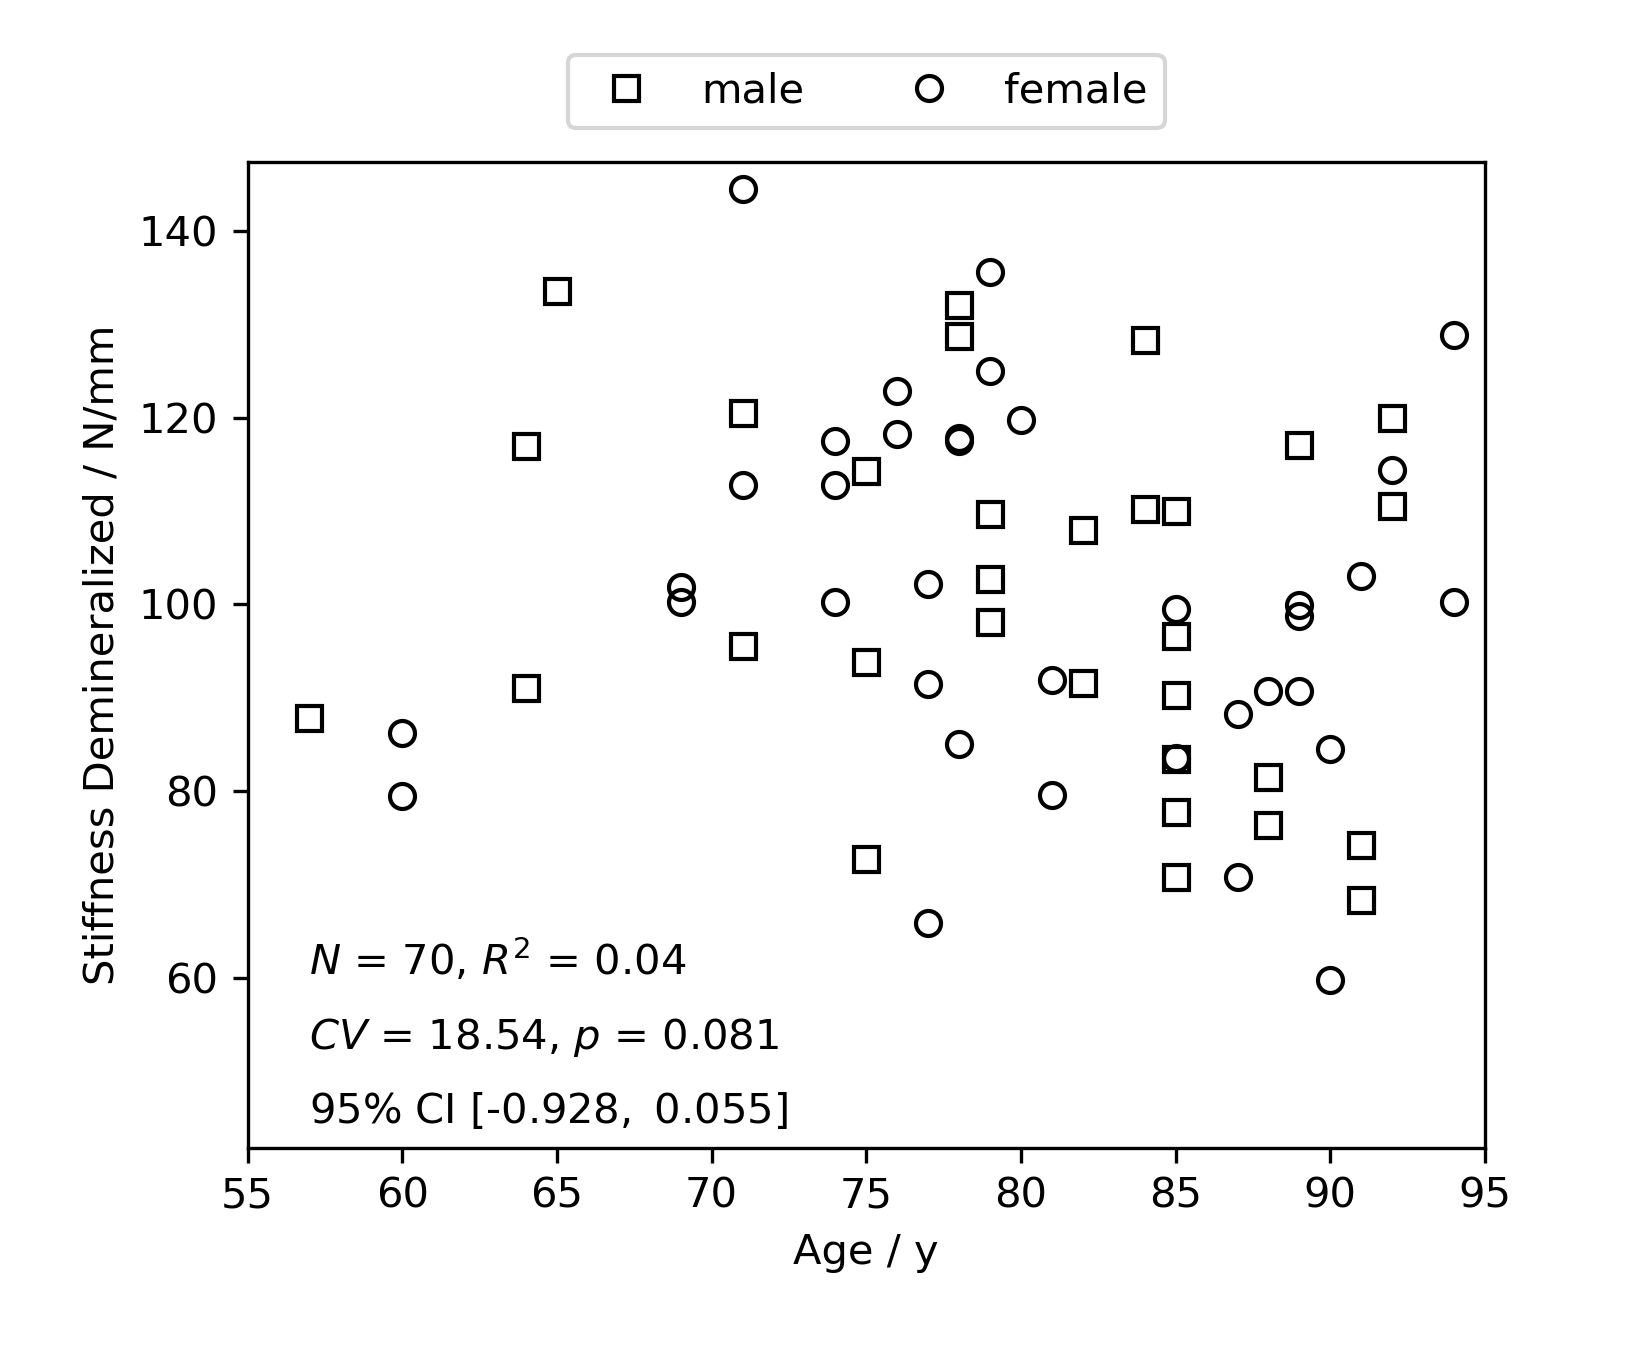 male female
140
120
100
80
60
Stiffness Demineralized / N/mm
N = 70, R² = 0.04
CV = 18.54, p = 0.081
95% CI [-0.928, 0.055]
55 60 65 70 75 80 85 90 95
Age / y